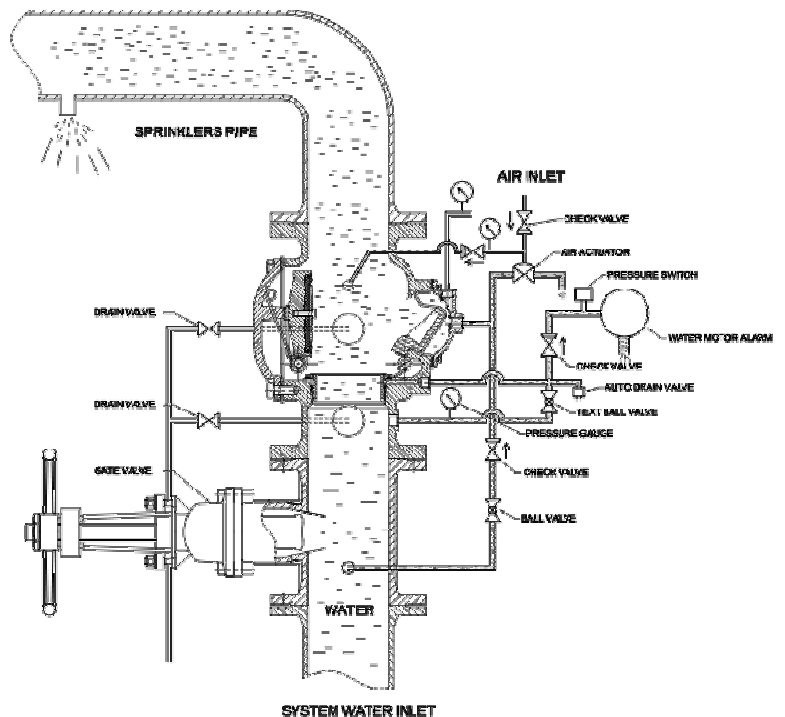 SPRINKLERS PIPE
AIR INLET
CHECK VALVE
AIR ACTUATOR
PRESSURE SWITCH
DRAIN VALVE
WATER MOTOR ALARM
CHECK VALVE
AUTO DRAIN VALVE
DRAIN VALVE
TEXT BALL VALVE
PRESSURE GAUGE
GATE VALVE
CHECK VALVE
BALL VALVE
WATER
SYSTEM WATER INLET